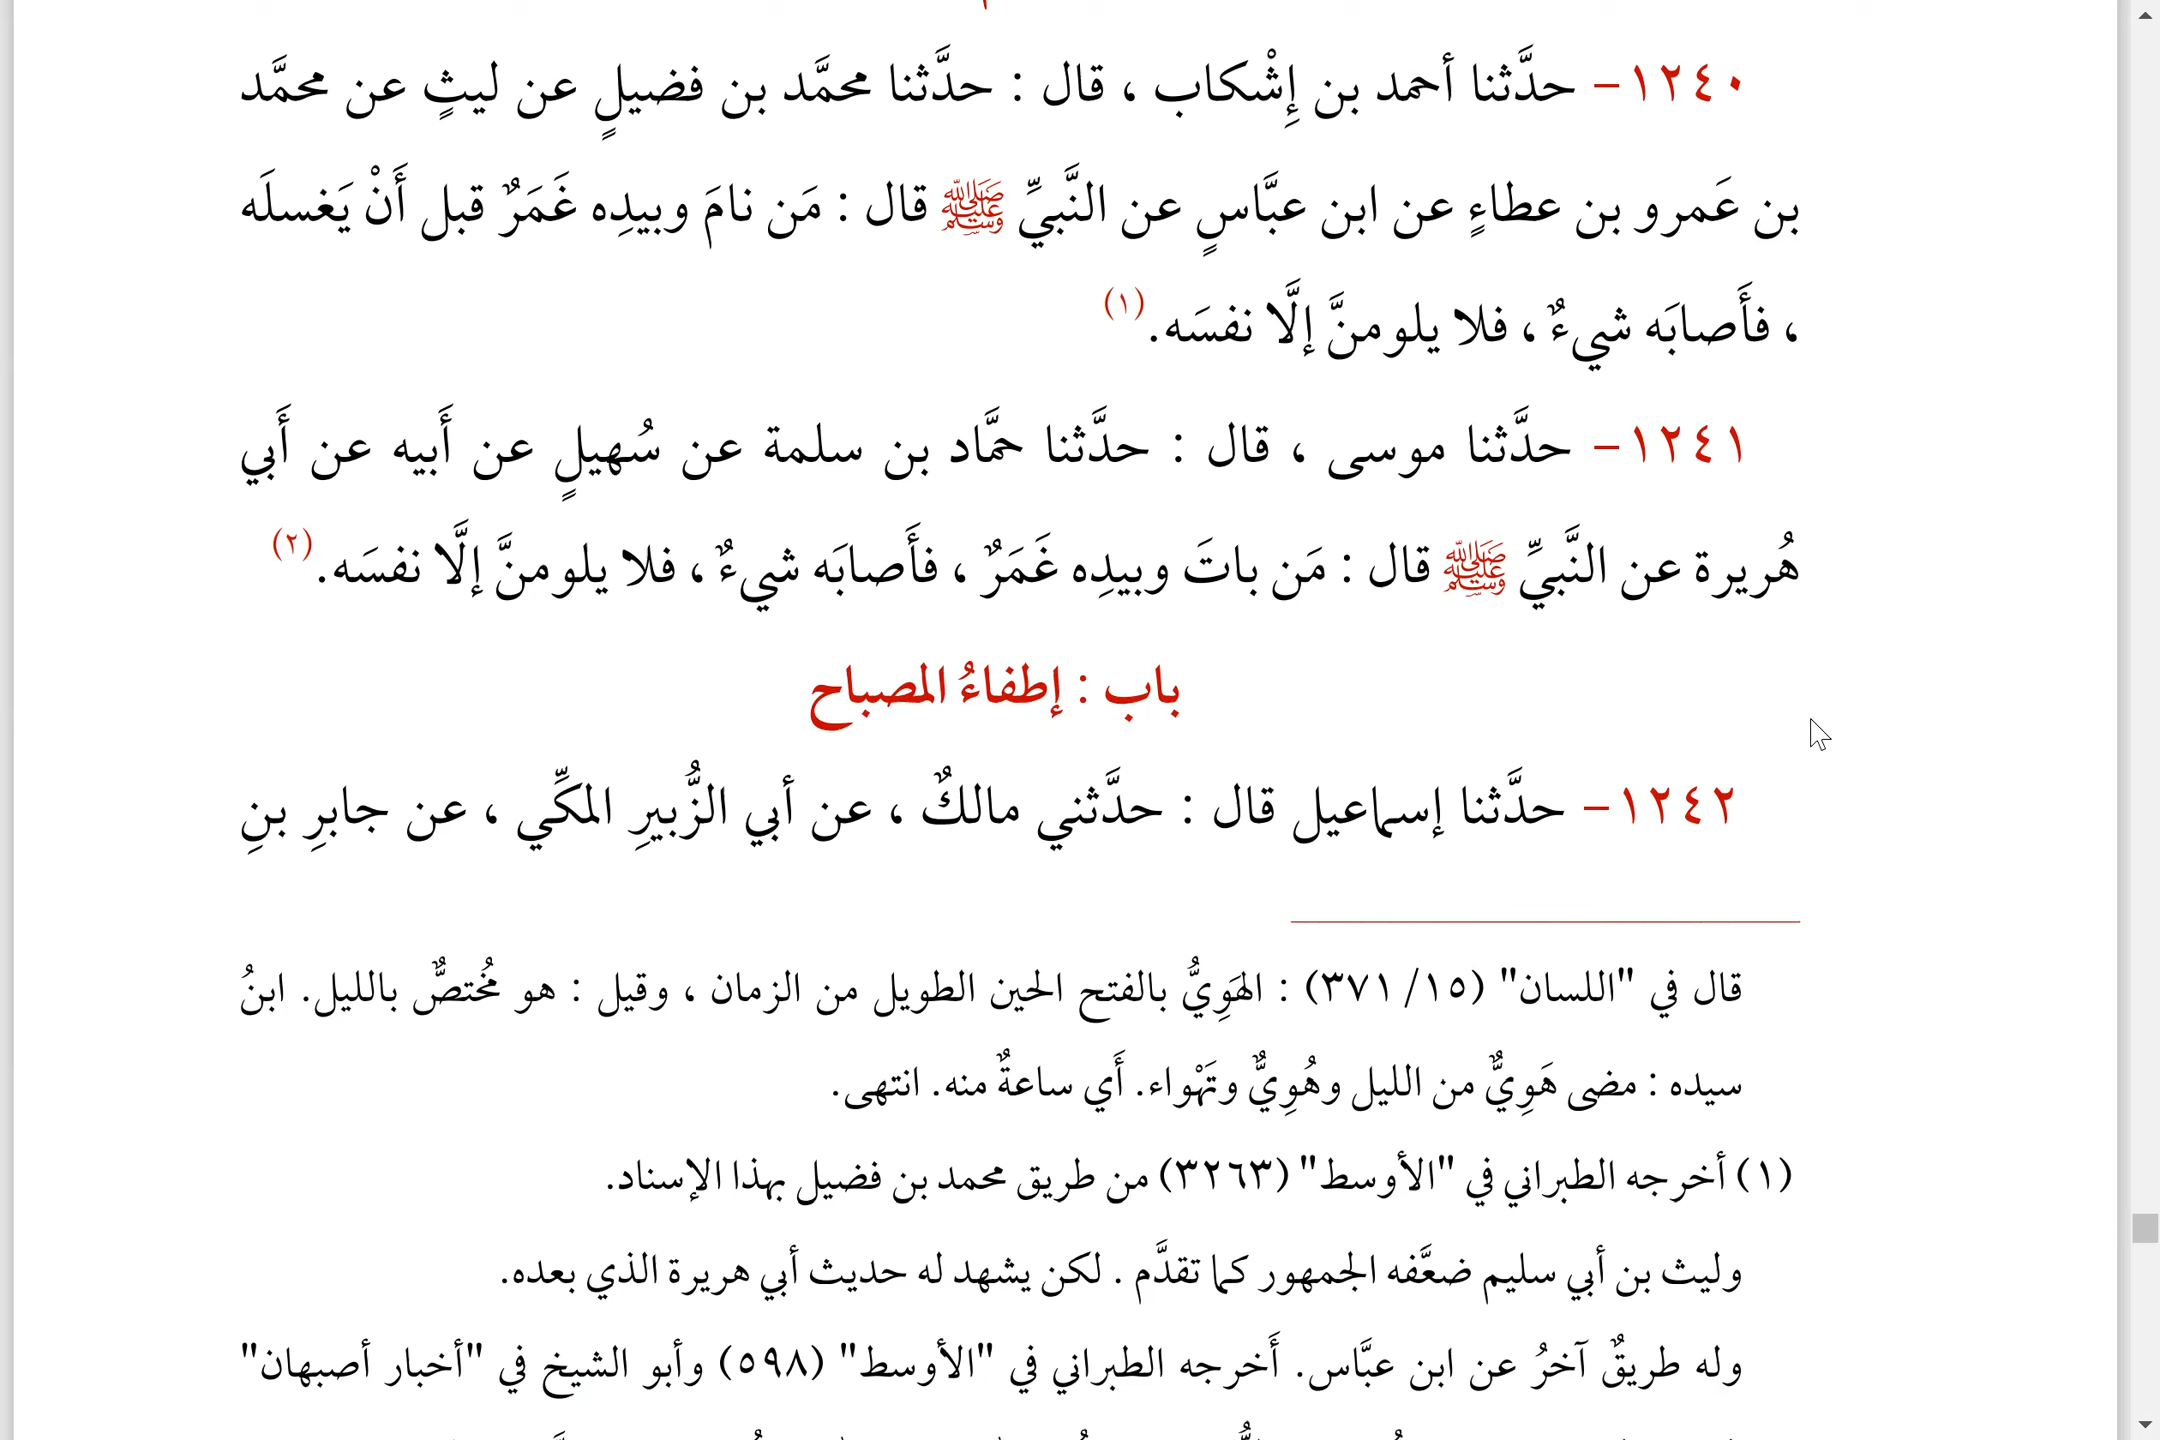 ١٢٤٠- حدَّثنا أحمد بن إِشْكاب ، قال : حدَّثنا محمَّد بن فضيلٍ عن ليثٍ عن محمَّد
بن عَمرو بن عطاءٍ عن ابن عبَّاسٍ عن النَّبيِّ ﷺ قال : مَن نامَ وبيدِه غَمَرٌ قبل أَنْ يَغسلَه
، فأَصابَه شيءٌ ، فلا يلومنَّ إلَّا نفسَه.(١)
١٢٤١- حدَّثنا موسى ، قال : حدَّثنا حمَّاد بن سلمة عن سُهيلٍ عن أَبيه عن أَبي
هُريرة عن النَّبيِّ ﷺ قال : مَن باتَ وبيدِه غَمَرٌ ، فأَصابَه شيءٌ ، فلا يلومنَّ إلَّا نفسَه.(٢)
باب : إطفاءُ المصباح
١٢٤٢- حدَّثنا إسماعيل قال : حدَّثني مالكٌ ، عن أبي الزُّبيرِ المكِّي ، عن جابرِ بنِ
قال في "اللسان" (١٥/ ٣٧١) : الهَوِيُّ بالفتح الحين الطويل من الزمان ، وقيل : هو مُختصٌّ بالليل. ابنُ
سيده : مضى هَوِيٌّ من الليل وهُوِيٌّ وتَهْواء. أَي ساعةٌ منه. انتهى.
(١) أخرجه الطبراني في "الأوسط" (٣٢٦٣) من طريق محمد بن فضيل بهذا الإسناد.
وليث بن أبي سليم ضعَّفه الجمهور كما تقدَّم . لكن يشهد له حديث أبي هريرة الذي بعده.
وله طريقٌ آخرُ عن ابن عبَّاس. أَخرجه الطبراني في "الأوسط" (٥٩٨) وأبو الشيخ في "أخبار أصبهان"